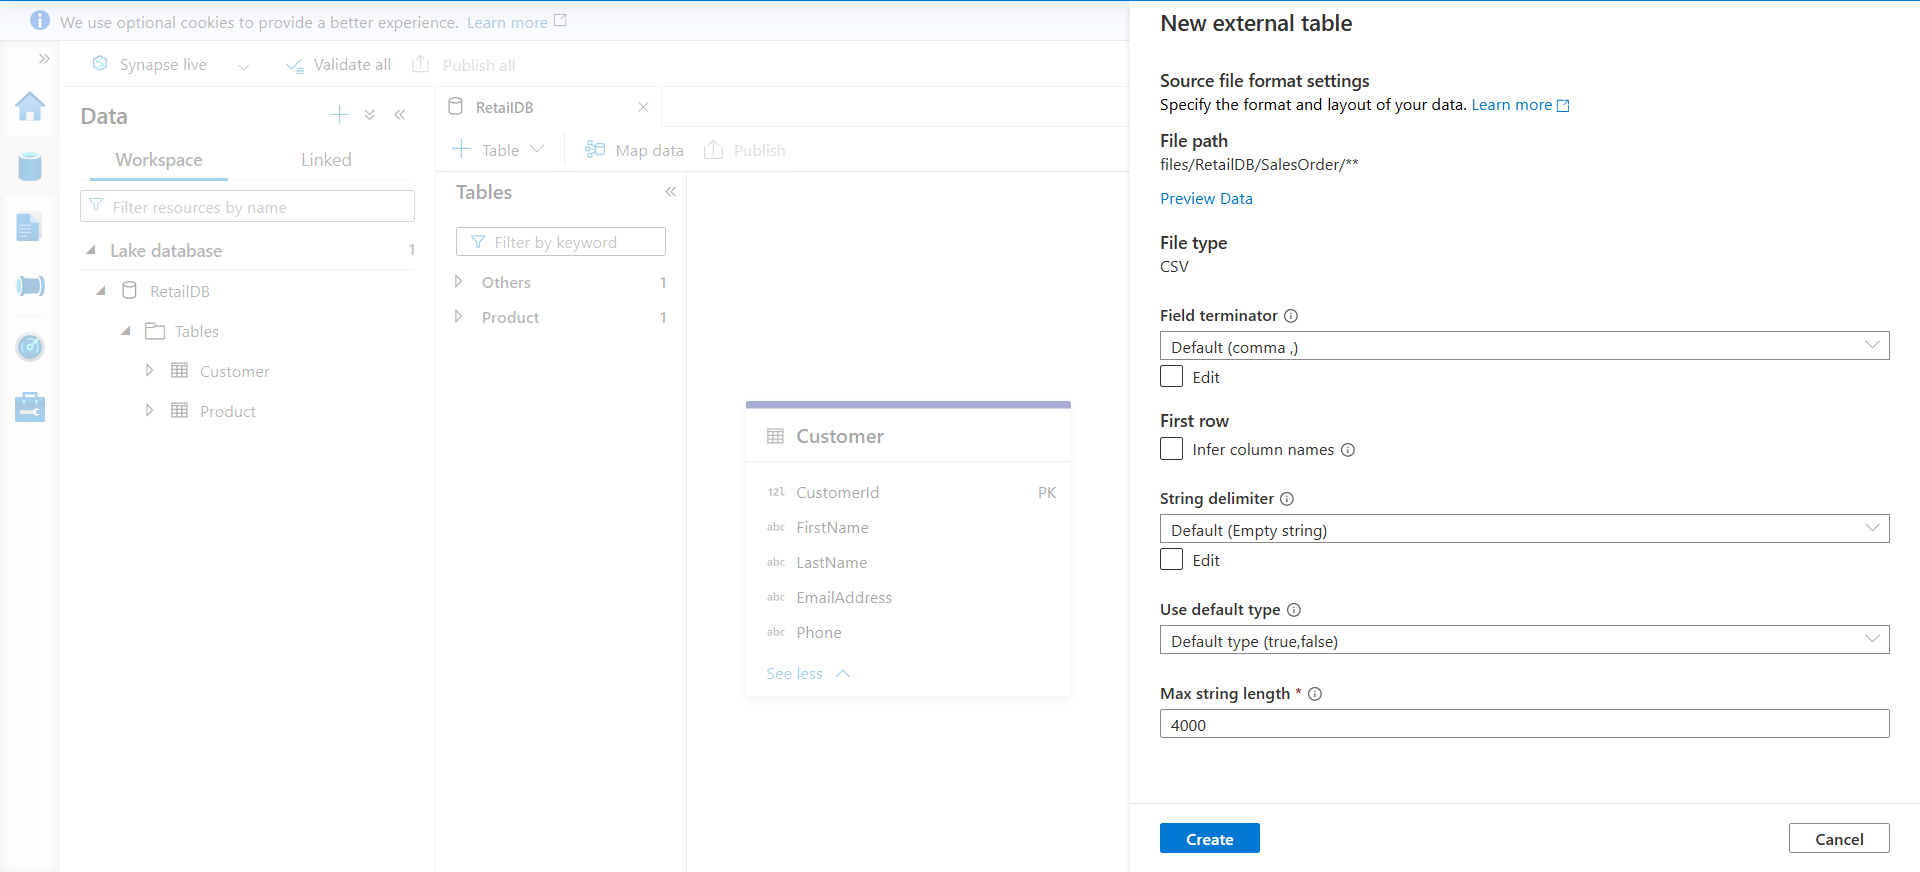 We use optional cookies to provide a better experience. Learn more
Synapse live
Validate all
Publish all
Data
Workspace
Linked
Filter resources by name
Lake database 1
RetailDB
Tables
Customer
Product
RetailDB
Table
Map data
Publish
Tables
Filter by keyword
Others 1
Product 1
Customer
12l CustomerId PK
abc FirstName
abc LastName
abc EmailAddress
abc Phone
See less
New external table
Source file format settings
Specify the format and layout of your data. Learn more
File path
files/RetailDB/SalesOrder/**
Preview Data
File type
CSV
Field terminator
Default (comma ,)
Edit
First row
Infer column names
String delimiter
Default (Empty string)
Edit
Use default type
Default type (true,false)
Max string length *
4000
Create
Cancel